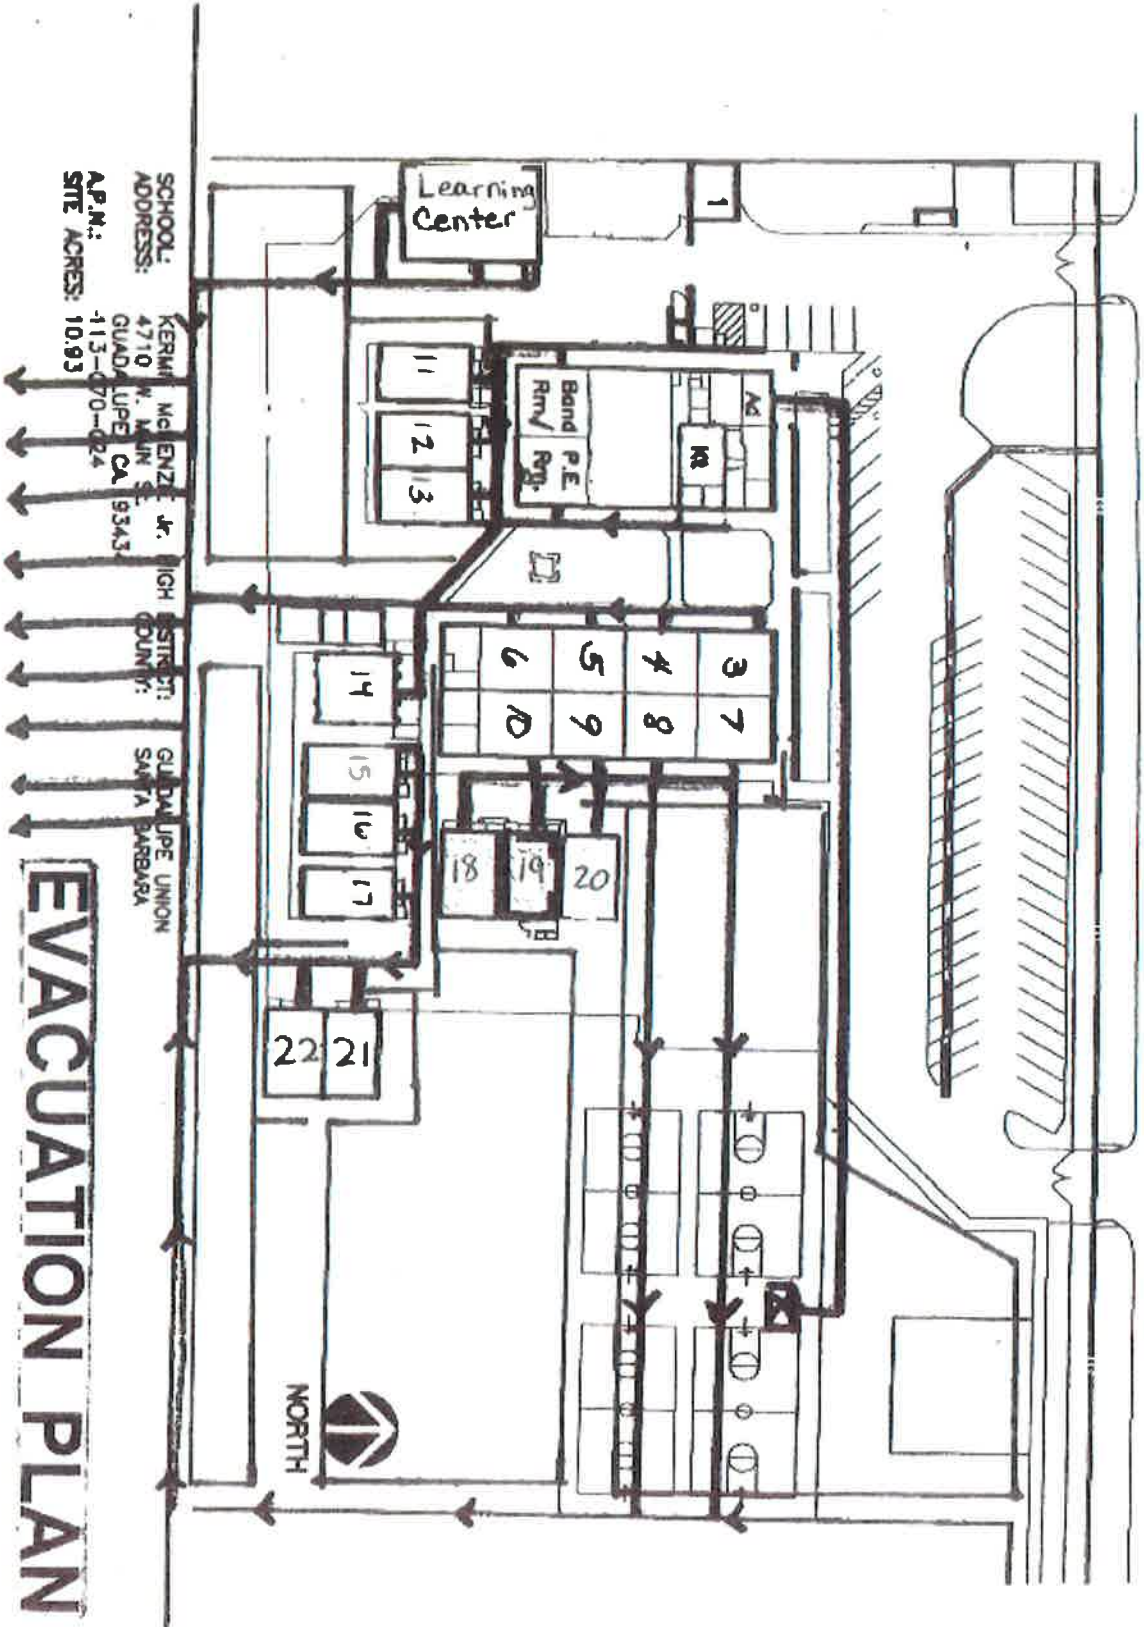 Learning
Center
1
11
12
13
Band
Rm/
P.E.
Ad
3
4
5
6
7
8
9
10
14
15
16
17
18
19
20
21
22
NORTH
SCHOOL: KERMIT McKENZIE Jr. HIGH DISTRICT: GUADALUPE UNION
ADDRESS: 4710 W. MAIN ST. COUNTY: SANTA BARBARA
GUADALUPE, CA 93434
A.P.N.: -113-070-024
SITE ACRES: 10.93
EVACUATION PLAN